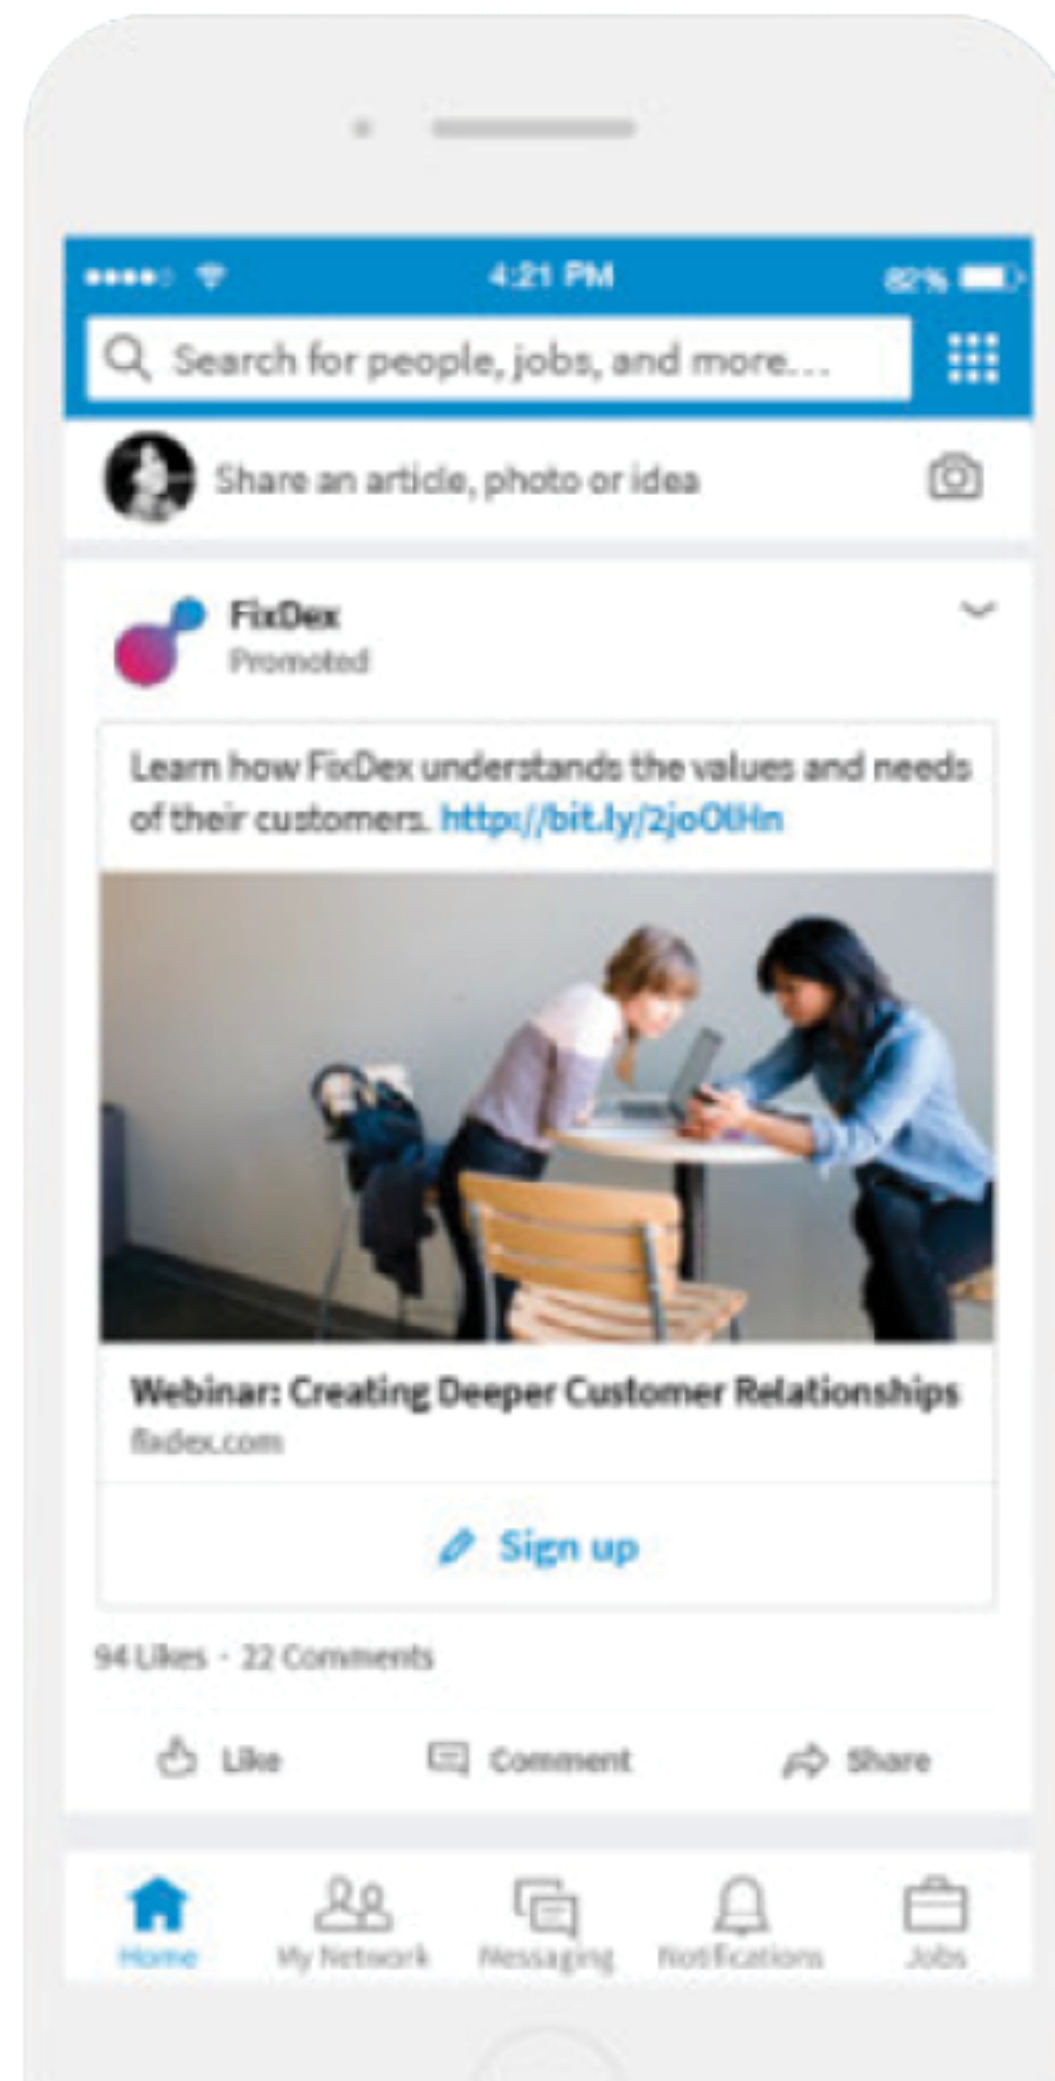 4:21 PM
82%
Search for people, jobs, and more...
Share an article, photo or idea
FixDex
Promoted
Learn how FixDex understands the values and needs
of their customers. http://bit.ly/2joOlHn
Webinar: Creating Deeper Customer Relationships
fixdex.com
Sign up
94 Likes · 22 Comments
Like Comment Share
Home My Network Messaging Notifications Jobs